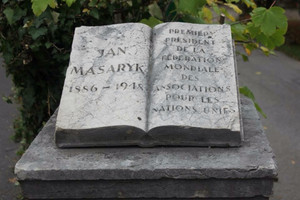 JAN
MASARYK
1886 - 1948
PREMIER
PRÉSIDENT
DE LA
FÉDÉRATION
MONDIALE
DES
ASSOCIATIONS
POUR LES
NATIONS UNIES